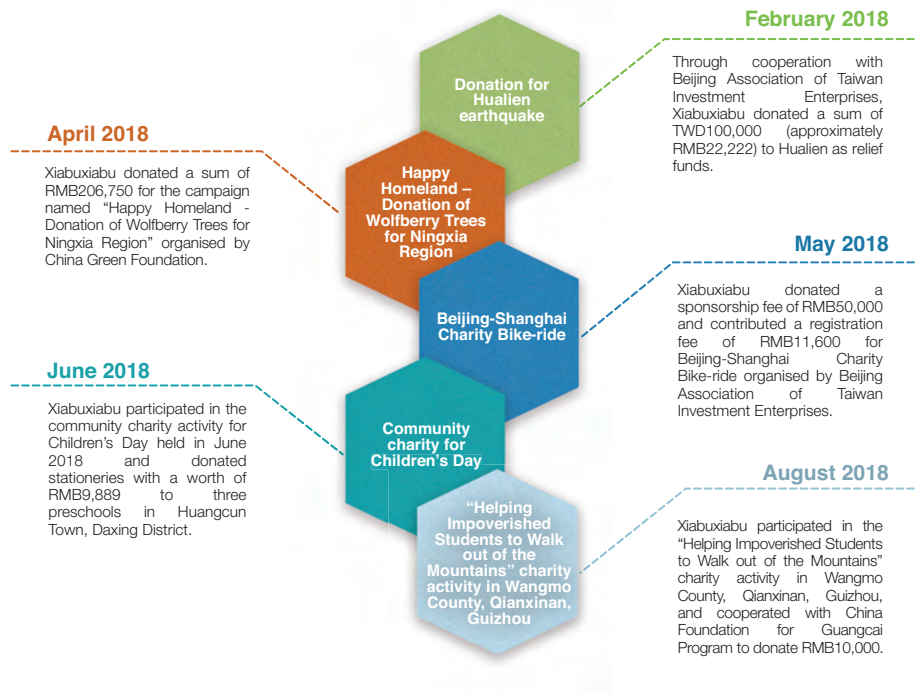 February 2018
Through cooperation with
Beijing Association of Taiwan
Investment Enterprises,
Xiabuxiabu donated a sum of
TWD100,000 (approximately
RMB22,222) to Hualien as relief
funds.
Donation for
Hualien
earthquake
April 2018
Xiabuxiabu donated a sum of
RMB206,750 for the campaign
named “Happy Homeland -
Donation of Wolfberry Trees for
Ningxia Region” organised by
China Green Foundation.
Happy
Homeland –
Donation of
Wolfberry Trees
for Ningxia
Region
May 2018
Xiabuxiabu donated a
sponsorship fee of RMB50,000
and contributed a registration
fee of RMB11,600 for
Beijing-Shanghai Charity
Bike-ride organised by Beijing
Association of Taiwan
Investment Enterprises.
Beijing-Shanghai
Charity Bike-ride
June 2018
Xiabuxiabu participated in the
community charity activity for
Children’s Day held in June
2018 and donated
stationeries with a worth of
RMB9,889 to three
preschools in Huangcun
Town, Daxing District.
Community
charity for
Children’s Day
August 2018
Xiabuxiabu participated in the
“Helping Impoverished Students
to Walk out of the Mountains”
charity activity in Wangmo
County, Qianxinan, Guizhou,
and cooperated with China
Foundation for Guangcai
Program to donate RMB10,000.
“Helping
Impoverished
Students to Walk
out of the
Mountains” charity
activity in Wangmo
County, Qianxinan,
Guizhou